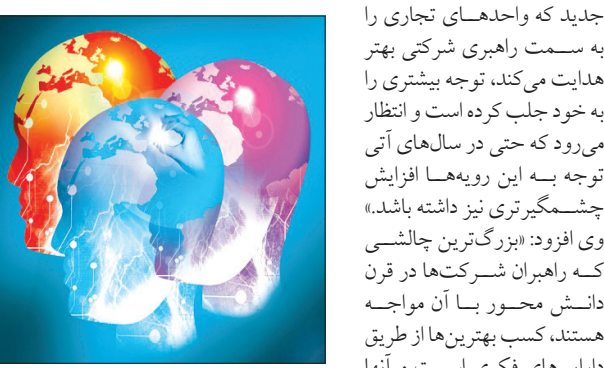 جدید که واحدهای تجاری را
به سمت راهبری شرکتی بهتر
هدایت می‌کند، توجه بیشتری را
به خود جلب کرده است و انتظار
می‌رود که حتی در سال‌های آتی
توجه به این رویه‌ها افزایش
چشمگیرتری نیز داشته باشد.»
وی افزود: «بزرگ‌ترین چالشی
که راهبران شرکت‌ها در قرن
دانش محور با آن مواجه
هستند، کسب بهترین‌ها از طریق